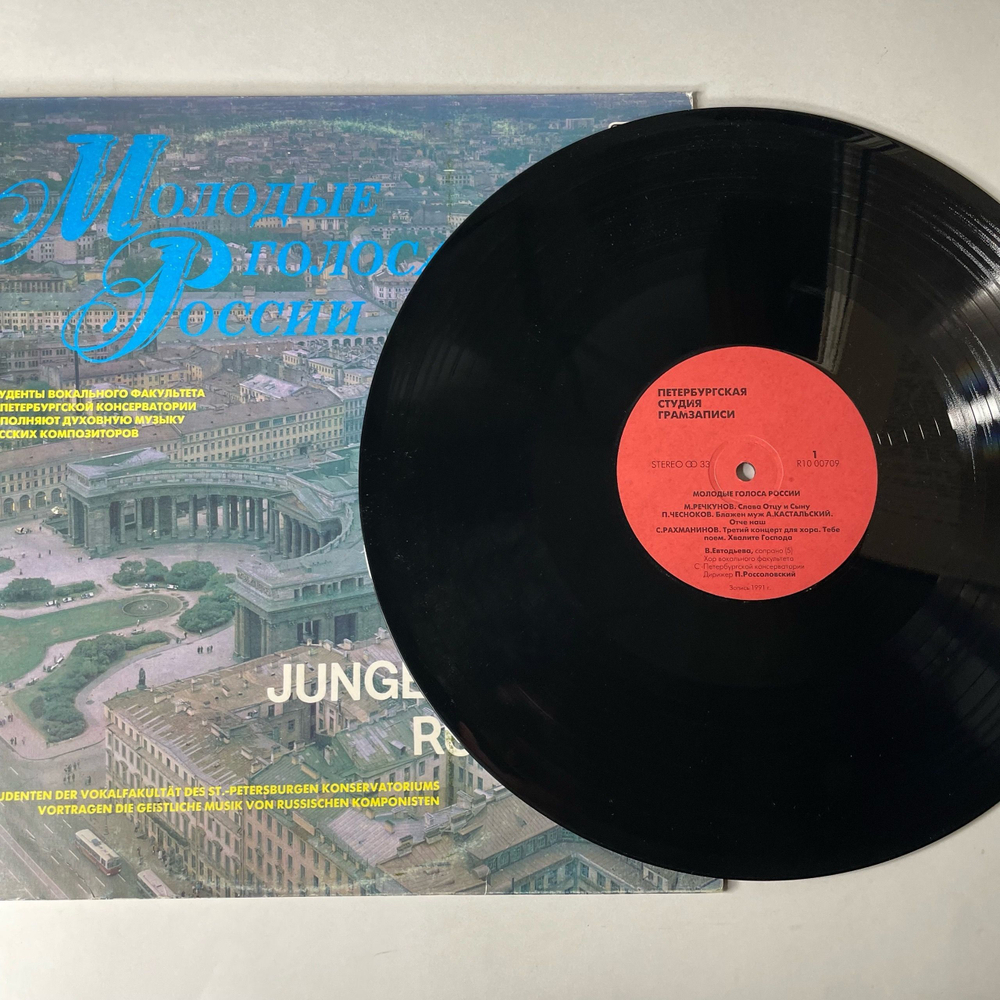 Молодые
голоса
России
УДЕНТЫ ВОКАЛЬНОГО ФАКУЛЬТЕТА
ПЕТЕРБУРГСКОЙ КОНСЕРВАТОРИИ
ПОЛНЯЮТ ДУХОВНУЮ МУЗЫКУ
ССКИХ КОМПОЗИТОРОВ
JUNGE
RU
UDENTEN DER VOKALFAKULTÄT DES ST.-PETERSBURGEN KONSERVATORIUMS
VORTRAGEN DIE GEISTLICHE MUSIK VON RUSSISCHEN KOMPONISTEN
ПЕТЕРБУРГСКАЯ
СТУДИЯ
ГРАМЗАПИСИ
STEREO 33
1
R10 00709
МОЛОДЫЕ ГОЛОСА РОССИИ
М.РЕЧКУНОВ. Слава Отцу и Сыну
П.ЧЕСНОКОВ. Блажен муж А.КАСТАЛЬСКИЙ.
Отче наш
С.РАХМАНИНОВ. Третий концерт для хора. Тебе
поем. Хвалите Господа
В.Евтодьева, сопрано (5)
Хор вокального факультета
С.-Петербургской консерватории
Дирижер П.Россоловский
Запись 1991 г.